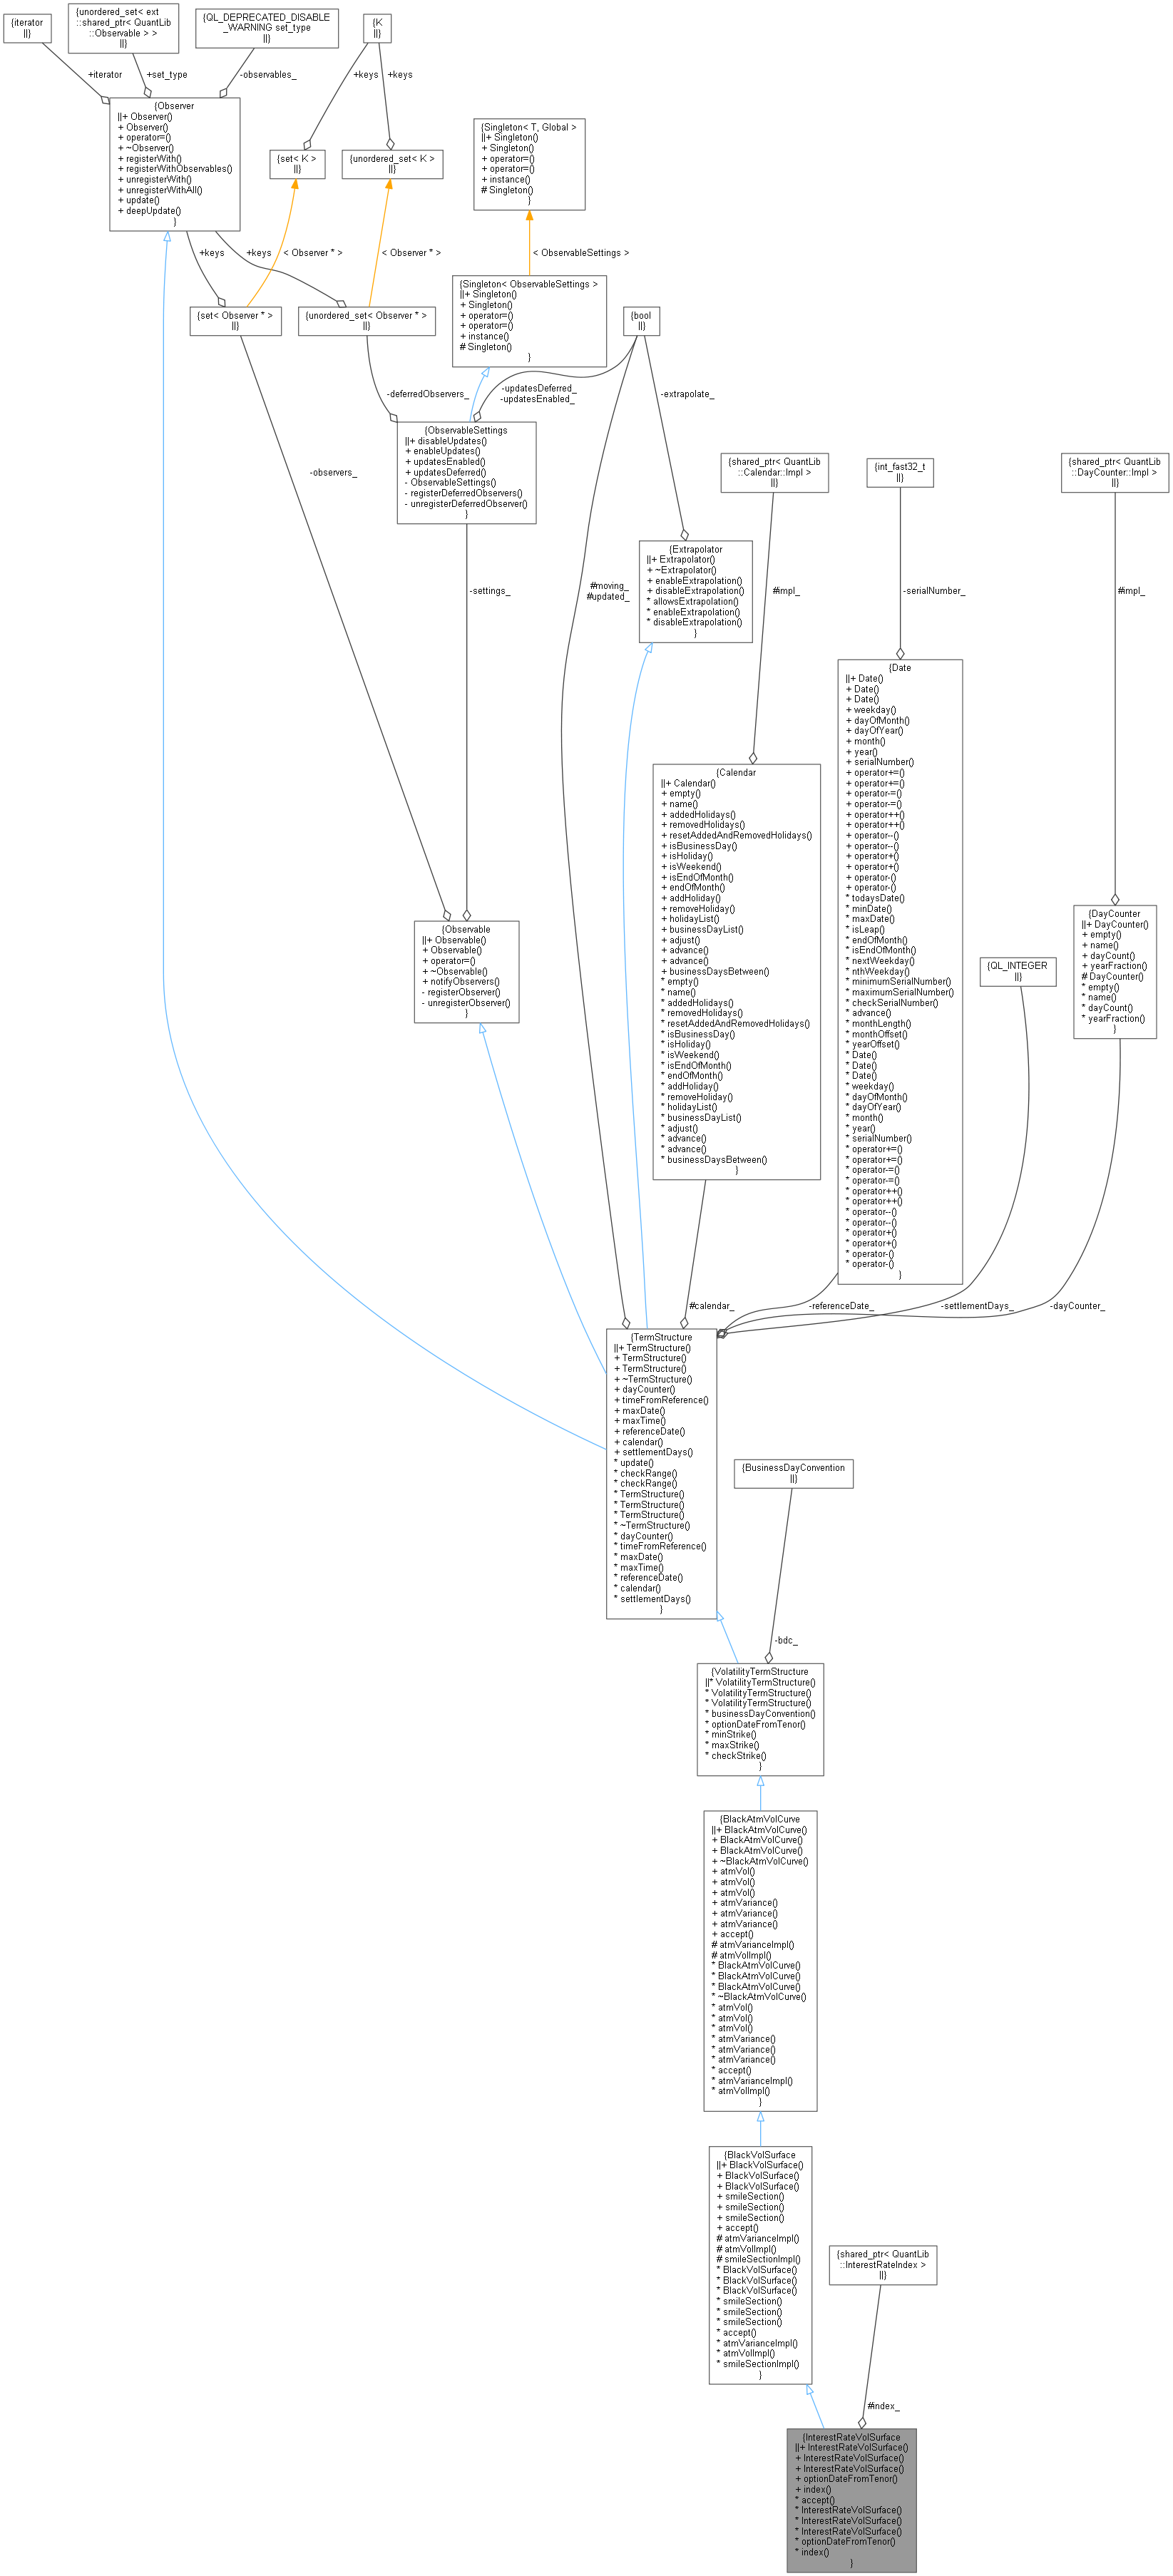 {iterator
||}
{unordered_set< ext
::shared_ptr< QuantLib
::Observable > >
||}
{QL_DEPRECATED_DISABLE
_WARNING set_type
||}
{K
||}
+iterator
+set_type
-observables_
+keys
+keys
{Observer
||+ Observer()
+ Observer()
+ operator=()
+ ~Observer()
+ registerWith()
+ registerWithObservables()
+ unregisterWith()
+ unregisterWithAll()
+ update()
+ deepUpdate()
}
{set< K >
||}
{unordered_set< K >
||}
{Singleton< T, Global >
||+ Singleton()
+ Singleton()
+ operator=()
+ operator=()
+ instance()
# Singleton()
}
+keys
+keys
< Observer * >
< Observer * >
< ObservableSettings >
{set< Observer * >
||}
{unordered_set< Observer * >
||}
{Singleton< ObservableSettings >
||+ Singleton()
+ Singleton()
+ operator=()
+ operator=()
+ instance()
# Singleton()
}
{bool
||}
-deferredObservers_
-updatesDeferred_
-updatesEnabled_
-extrapolate_
{ObservableSettings
||+ disableUpdates()
+ enableUpdates()
+ updatesEnabled()
+ updatesDeferred()
- ObservableSettings()
- registerDeferredObservers()
- unregisterDeferredObserver()
}
-observers_
{shared_ptr< QuantLib
::Calendar::Impl >
||}
{int_fast32_t
||}
{shared_ptr< QuantLib
::DayCounter::Impl >
||}
{Extrapolator
||+ Extrapolator()
+ ~Extrapolator()
+ enableExtrapolation()
+ disableExtrapolation()
* allowsExtrapolation()
* enableExtrapolation()
* disableExtrapolation()
}
-settings_
#moving_
#updated_
#impl_
-serialNumber_
#impl_
{Date
||+ Date()
+ Date()
+ Date()
+ weekday()
+ dayOfMonth()
+ dayOfYear()
+ month()
+ year()
+ serialNumber()
+ operator+=()
+ operator+=()
+ operator-=()
+ operator-=()
+ operator++()
+ operator++()
+ operator--()
+ operator--()
+ operator+()
+ operator+()
+ operator-()
+ operator-()
* todaysDate()
* minDate()
* maxDate()
* isLeap()
* endOfMonth()
* isEndOfMonth()
* nextWeekday()
* nthWeekday()
* minimumSerialNumber()
* maximumSerialNumber()
* checkSerialNumber()
* advance()
* monthLength()
* monthOffset()
* yearOffset()
* Date()
* Date()
* Date()
* weekday()
* dayOfMonth()
* dayOfYear()
* month()
* year()
* serialNumber()
* operator+=()
* operator+=()
* operator-=()
* operator-=()
* operator++()
* operator++()
* operator--()
* operator--()
* operator+()
* operator+()
* operator-()
* operator-()
}
{Calendar
||+ Calendar()
+ empty()
+ name()
+ addedHolidays()
+ removedHolidays()
+ resetAddedAndRemovedHolidays()
+ isBusinessDay()
+ isHoliday()
+ isWeekend()
+ isEndOfMonth()
+ endOfMonth()
+ addHoliday()
+ removeHoliday()
+ holidayList()
+ businessDayList()
+ adjust()
+ advance()
+ advance()
+ businessDaysBetween()
* empty()
* name()
* addedHolidays()
* removedHolidays()
* resetAddedAndRemovedHolidays()
* isBusinessDay()
* isHoliday()
* isWeekend()
* isEndOfMonth()
* endOfMonth()
* addHoliday()
* removeHoliday()
* holidayList()
* businessDayList()
* adjust()
* advance()
* advance()
* businessDaysBetween()
}
{Observable
||+ Observable()
+ Observable()
+ operator=()
+ ~Observable()
+ notifyObservers()
- registerObserver()
- unregisterObserver()
}
{QL_INTEGER
||}
{DayCounter
||+ DayCounter()
+ empty()
+ name()
+ dayCount()
+ yearFraction()
# DayCounter()
* empty()
* name()
* dayCount()
* yearFraction()
}
#calendar_
-referenceDate_
-settlementDays_
-dayCounter_
{TermStructure
||+ TermStructure()
+ TermStructure()
+ TermStructure()
+ ~TermStructure()
+ dayCounter()
+ timeFromReference()
+ maxDate()
+ maxTime()
+ referenceDate()
+ calendar()
+ settlementDays()
* update()
* checkRange()
* checkRange()
* TermStructure()
* TermStructure()
* TermStructure()
* ~TermStructure()
* dayCounter()
* timeFromReference()
* maxDate()
* maxTime()
* referenceDate()
* calendar()
* settlementDays()
}
{BusinessDayConvention
||}
-bdc_
{VolatilityTermStructure
||* VolatilityTermStructure()
* VolatilityTermStructure()
* VolatilityTermStructure()
* businessDayConvention()
* optionDateFromTenor()
* minStrike()
* maxStrike()
* checkStrike()
}
{BlackAtmVolCurve
||+ BlackAtmVolCurve()
+ BlackAtmVolCurve()
+ BlackAtmVolCurve()
+ ~BlackAtmVolCurve()
+ atmVol()
+ atmVol()
+ atmVol()
+ atmVariance()
+ atmVariance()
+ atmVariance()
+ accept()
# atmVarianceImpl()
# atmVolImpl()
* BlackAtmVolCurve()
* BlackAtmVolCurve()
* BlackAtmVolCurve()
* ~BlackAtmVolCurve()
* atmVol()
* atmVol()
* atmVol()
* atmVariance()
* atmVariance()
* atmVariance()
* accept()
* atmVarianceImpl()
* atmVolImpl()
}
{BlackVolSurface
||+ BlackVolSurface()
+ BlackVolSurface()
+ BlackVolSurface()
+ smileSection()
+ smileSection()
+ smileSection()
+ accept()
# atmVarianceImpl()
# atmVolImpl()
# smileSectionImpl()
* BlackVolSurface()
* BlackVolSurface()
* BlackVolSurface()
* smileSection()
* smileSection()
* smileSection()
* accept()
* atmVarianceImpl()
* atmVolImpl()
* smileSectionImpl()
}
{shared_ptr< QuantLib
::InterestRateIndex >
||}
#index_
{InterestRateVolSurface
||+ InterestRateVolSurface()
+ InterestRateVolSurface()
+ InterestRateVolSurface()
+ optionDateFromTenor()
+ index()
* accept()
* InterestRateVolSurface()
* InterestRateVolSurface()
* InterestRateVolSurface()
* optionDateFromTenor()
* index()
}